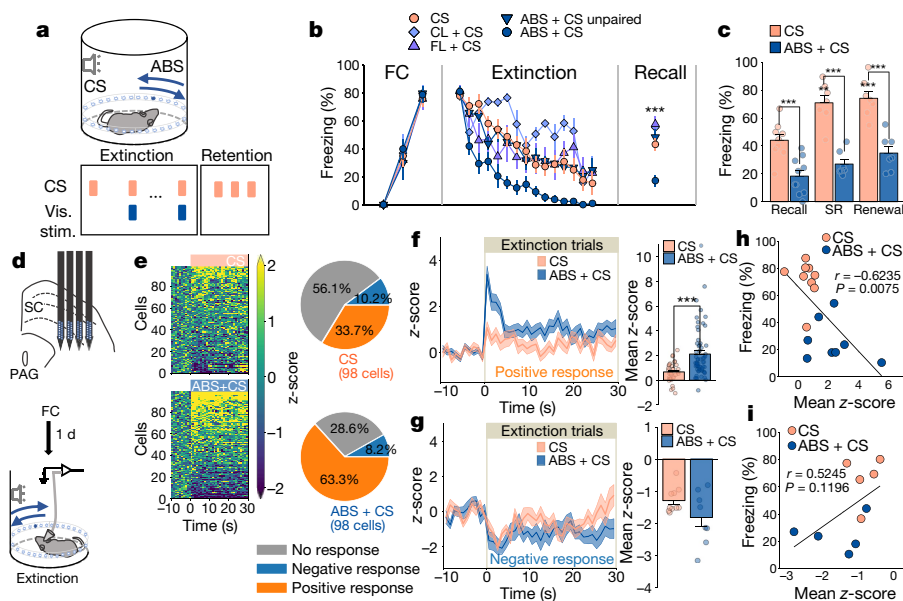 a
CS
ABS
Extinction
Retention
CS
...
Vis.
stim.
b
CS
CL + CS
FL + CS
ABS + CS unpaired
ABS + CS
FC
Extinction
Recall
Freezing (%)
100
80
60
40
20
0
***
c
CS
ABS + CS
Freezing (%)
100
80
60
40
20
0
***
***
**
***
***
Recall
SR
Renewal
d
SC
PAG
FC
1 d
Extinction
e
CS
Cells
80
60
40
20
0
ABS+CS
Cells
80
60
40
20
0
−10
0
10
20
30
Time (s)
2
1
0
−1
−2
z-score
56.1%
10.2%
33.7%
CS
(98 cells)
28.6%
8.2%
63.3%
ABS + CS
(98 cells)
No response
Negative response
Positive response
f
Extinction trials
CS
ABS + CS
z-score
4
2
0
Positive response
−10
0
10
20
30
Time (s)
CS
ABS + CS
Mean z-score
10
8
6
4
2
0
−2
***
g
Extinction trials
CS
ABS + CS
z-score
2
0
−2
Negative response
−10
0
10
20
30
Time (s)
CS
ABS + CS
Mean z-score
1
0
−1
−2
−3
−4
h
CS
ABS + CS
Freezing (%)
100
80
60
40
20
0
r = −0.6235
P = 0.0075
0
2
4
6
Mean z-score
i
CS
ABS + CS
Freezing (%)
100
80
60
40
20
0
r = 0.5245
P = 0.1196
−3
−2
−1
0
Mean z-score